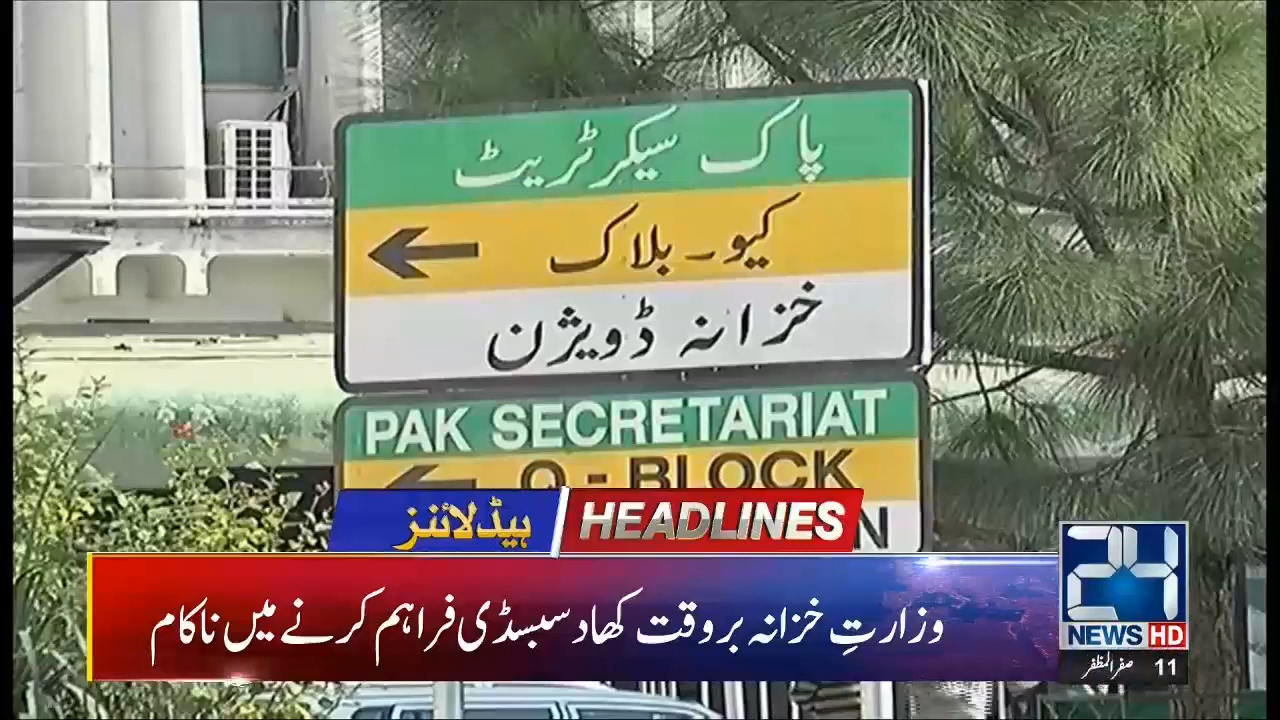 پاک سیکرٹریٹ
کیو - بلاک
خزانہ ڈویژن
PAK SECRETARIAT
Q - BLOCK
ہیڈلائنز
HEADLINES
وزارتِ خزانہ بروقت کھاد سبسڈی فراہم کرنے میں ناکام
24
NEWS HD
11 صفر المظفر